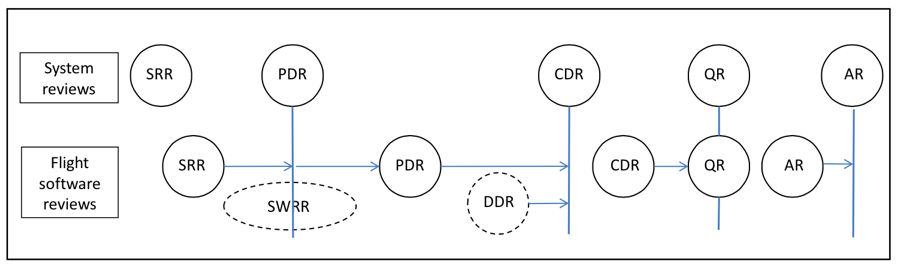 System
reviews
SRR
PDR
CDR
QR
AR
Flight
software
reviews
SRR
PDR
CDR
QR
AR
SWRR
DDR